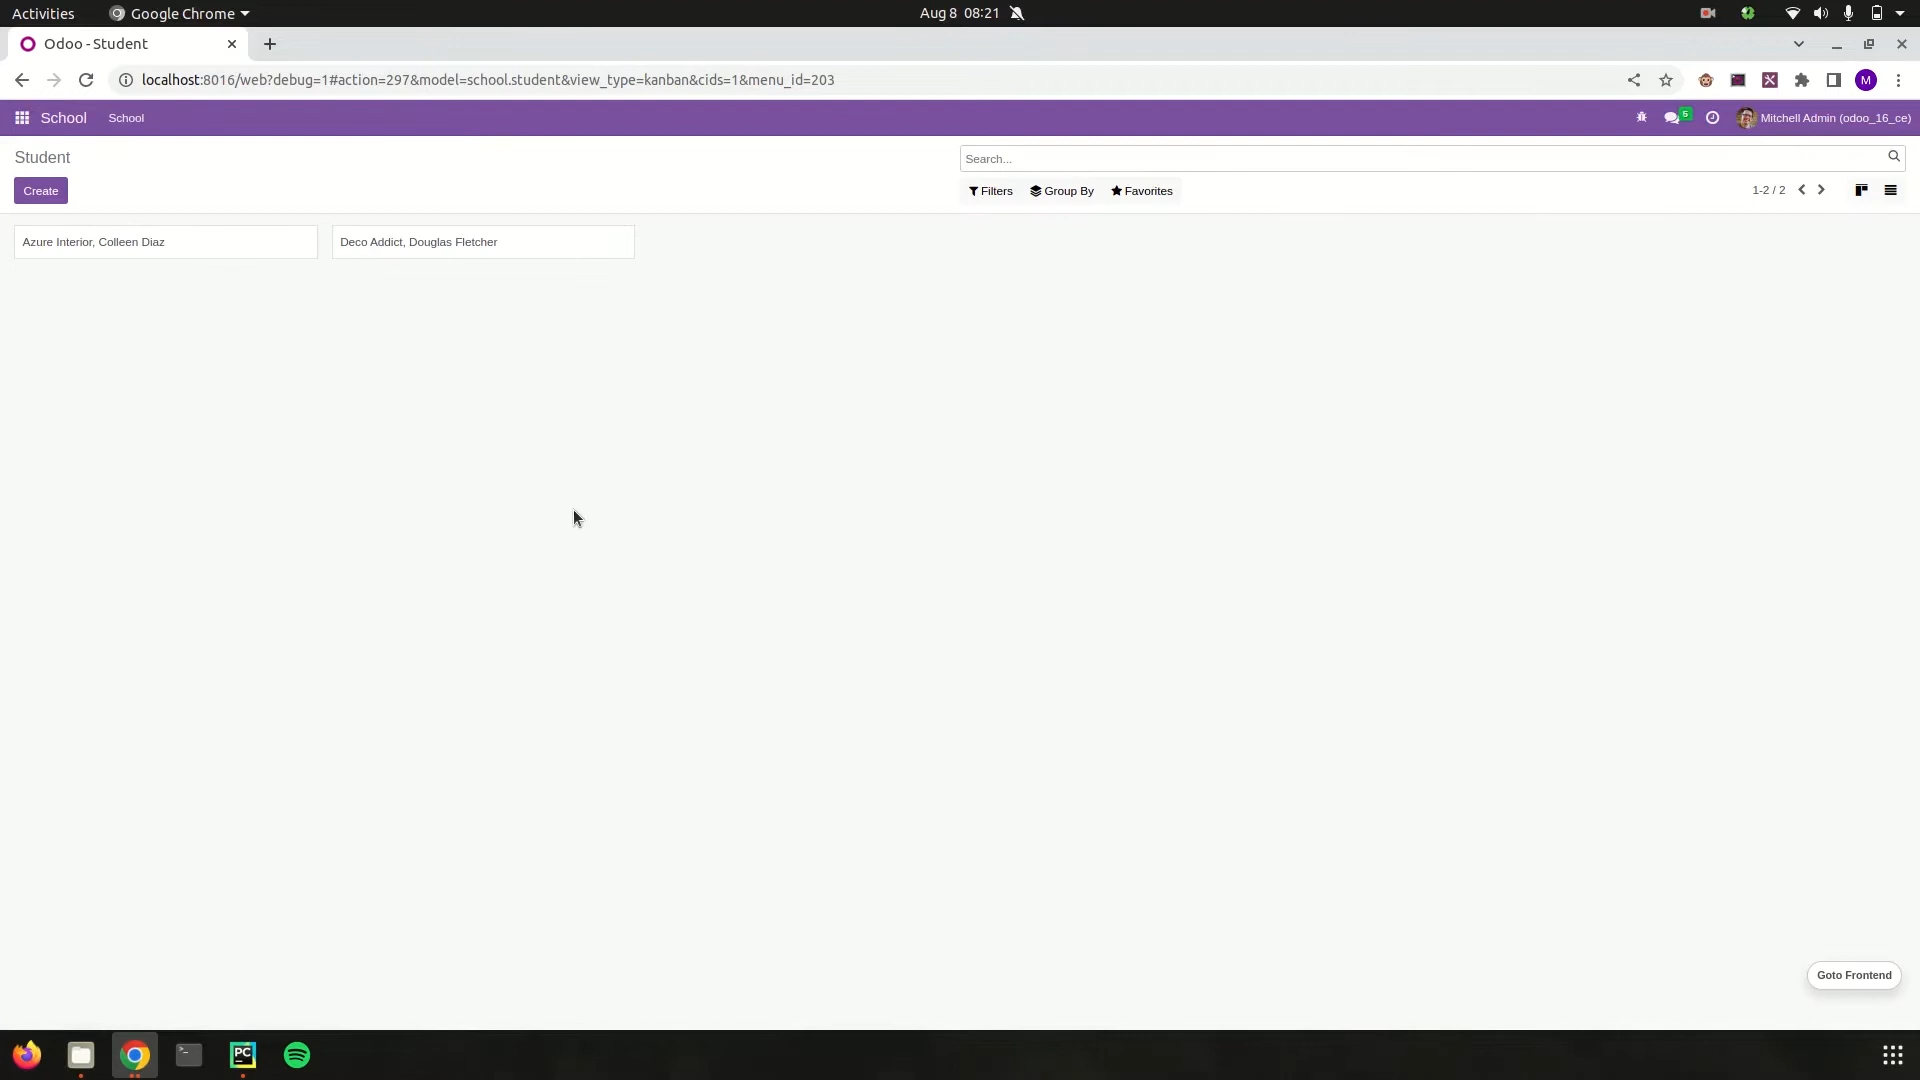 Activities
Google Chrome
Aug 8 08:21
Odoo - Student
localhost:8016/web?debug=1#action=297&model=school.student&view_type=kanban&cids=1&menu_id=203
M
School
School
5
Mitchell Admin (odoo_16_ce)
Student
Search...
Create
Filters
Group By
Favorites
1-2 / 2
Azure Interior, Colleen Diaz
Deco Addict, Douglas Fletcher
Goto Frontend
PC